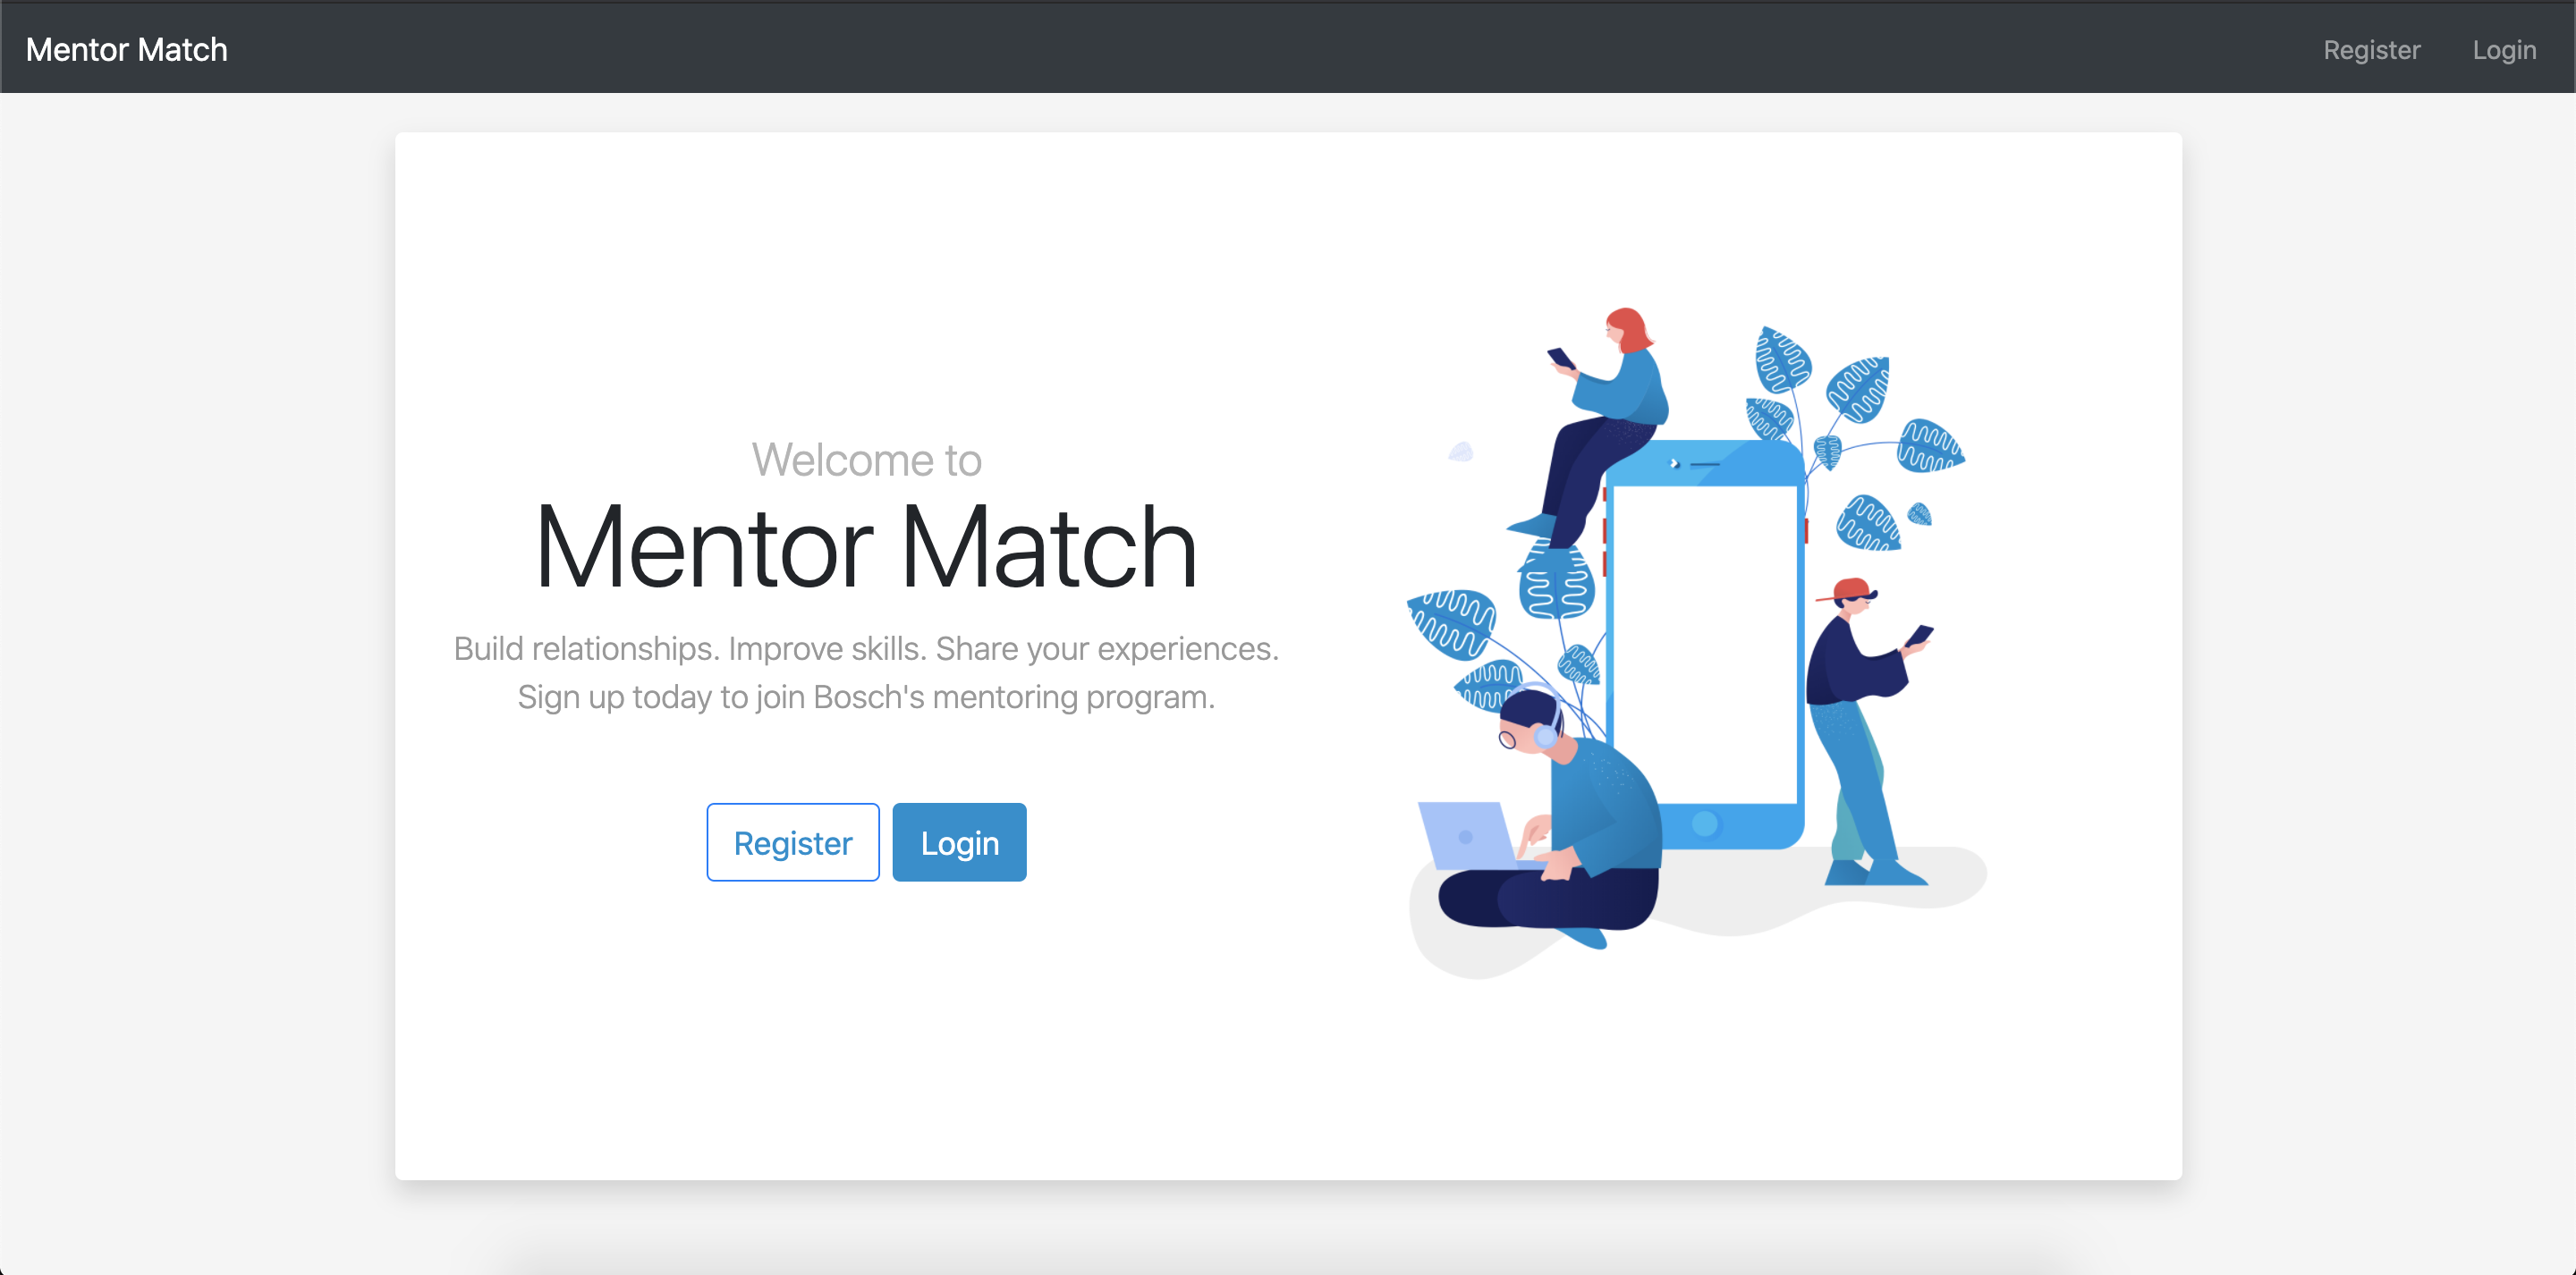 Mentor Match
Register
Login
Welcome to
Mentor Match
Build relationships. Improve skills. Share your experiences.
Sign up today to join Bosch's mentoring program.
Register
Login